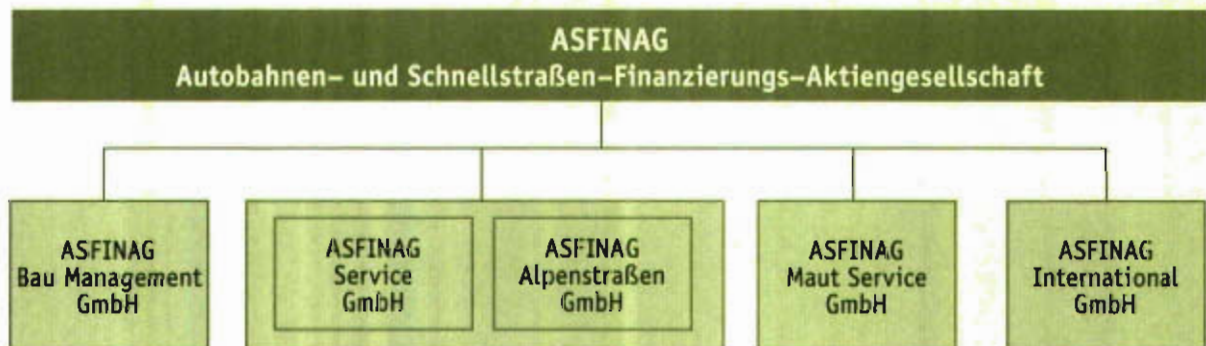 ASFINAG
Autobahnen- und Schnellstraßen-Finanzierungs-Aktiengesellschaft
ASFINAG
Bau Management
GmbH
ASFINAG
Service
GmbH
ASFINAG
Alpenstraßen
GmbH
ASFINAG
Maut Service
GmbH
ASFINAG
International
GmbH